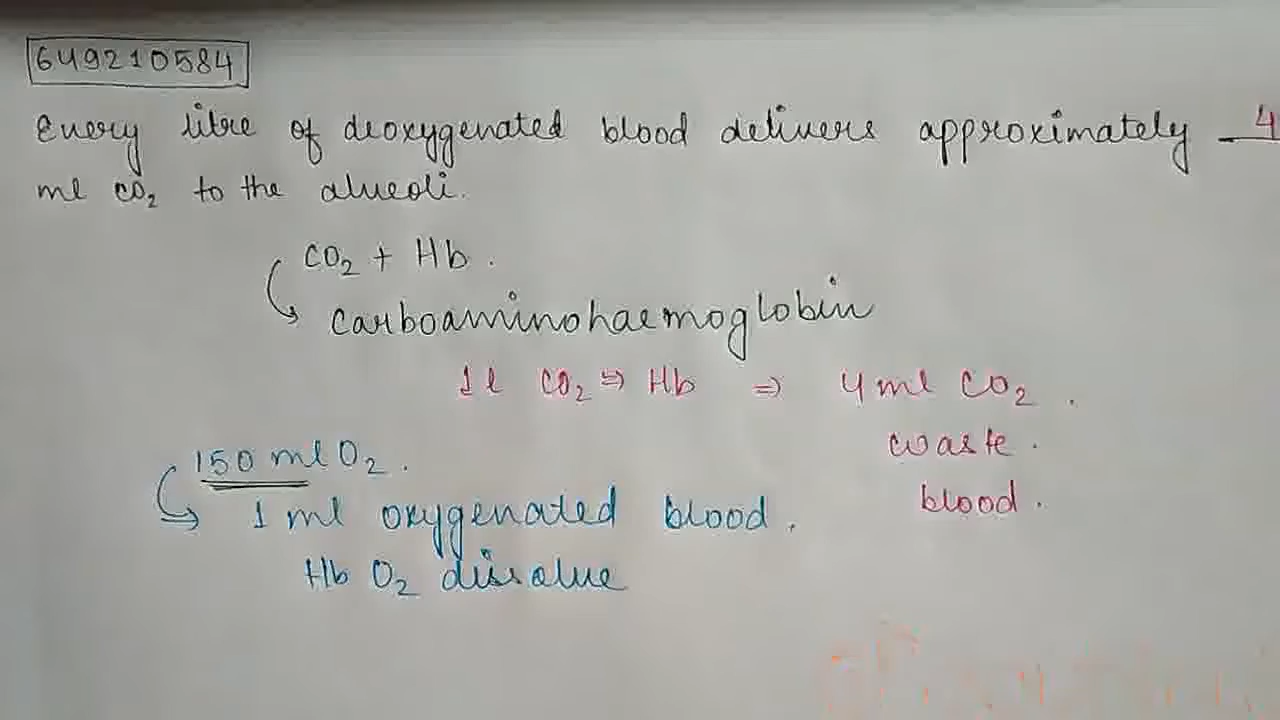 649210584
Every litre of deoxygenated blood delivers approximately 4
ml CO₂ to the alveoli.
CO₂ + Hb.
carboaminohaemoglobin
1 l CO₂ ⇒ Hb ⇒ 4 ml CO₂.
waste.
150 ml O₂.
blood.
1 ml oxygenated blood.
Hb O₂ dissolve